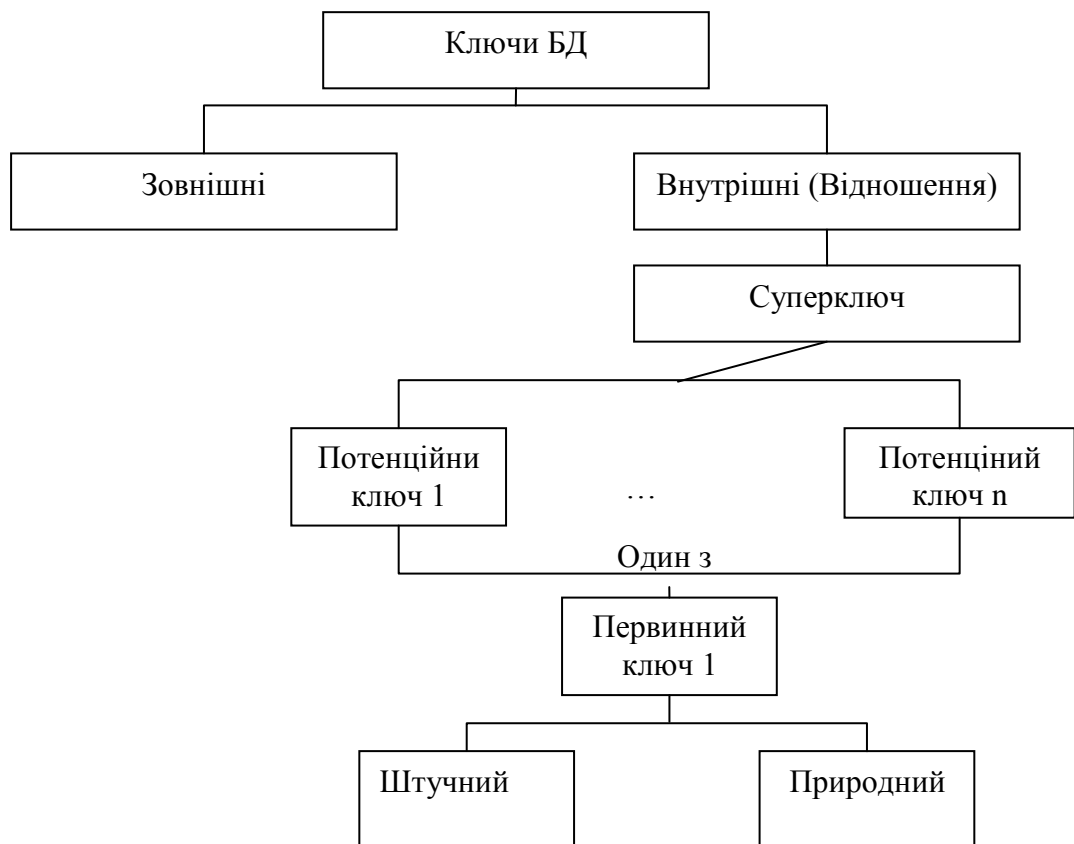 Ключи БД
Зовнішні
Внутрішні (Відношення)
Суперключ
Потенційни
ключ 1
…
Потенціний
ключ n
Один з
Первинний
ключ 1
Штучний
Природний